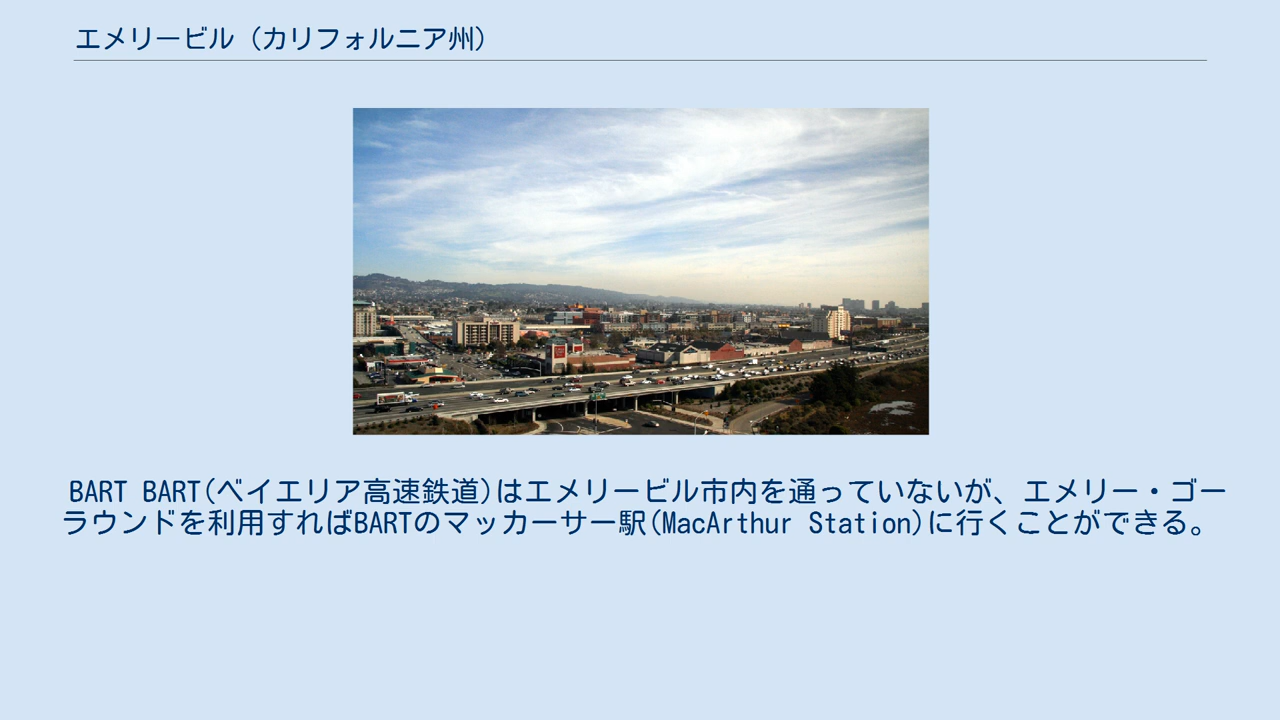 エメリービル（カリフォルニア州）
BART BART(ベイエリア高速鉄道)はエメリービル市内を通っていないが、エメリー・ゴー
ラウンドを利用すればBARTのマッカーサー駅(MacArthur Station)に行くことができる。